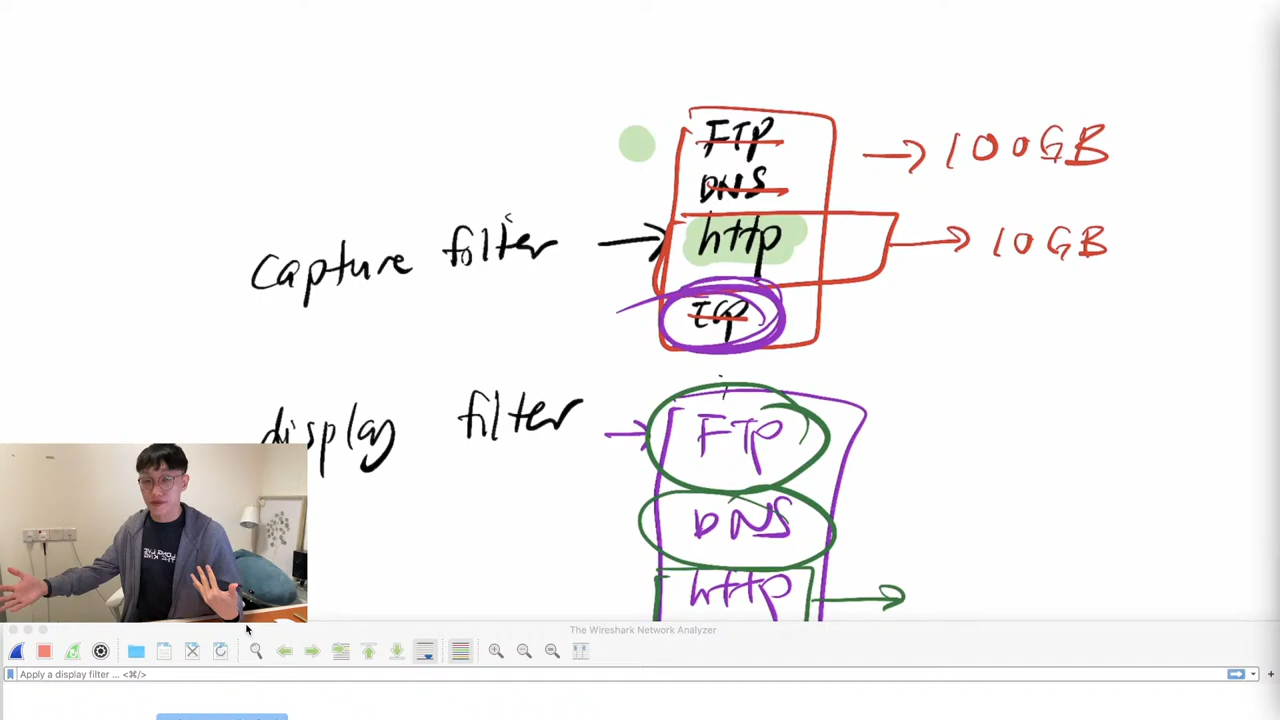 FTP
→ 100GB
DNS
capture filter → http → 10GB
TCP
display filter → FTP
DNS
http →
The Wireshark Network Analyzer
Apply a display filter ... <⌘/>